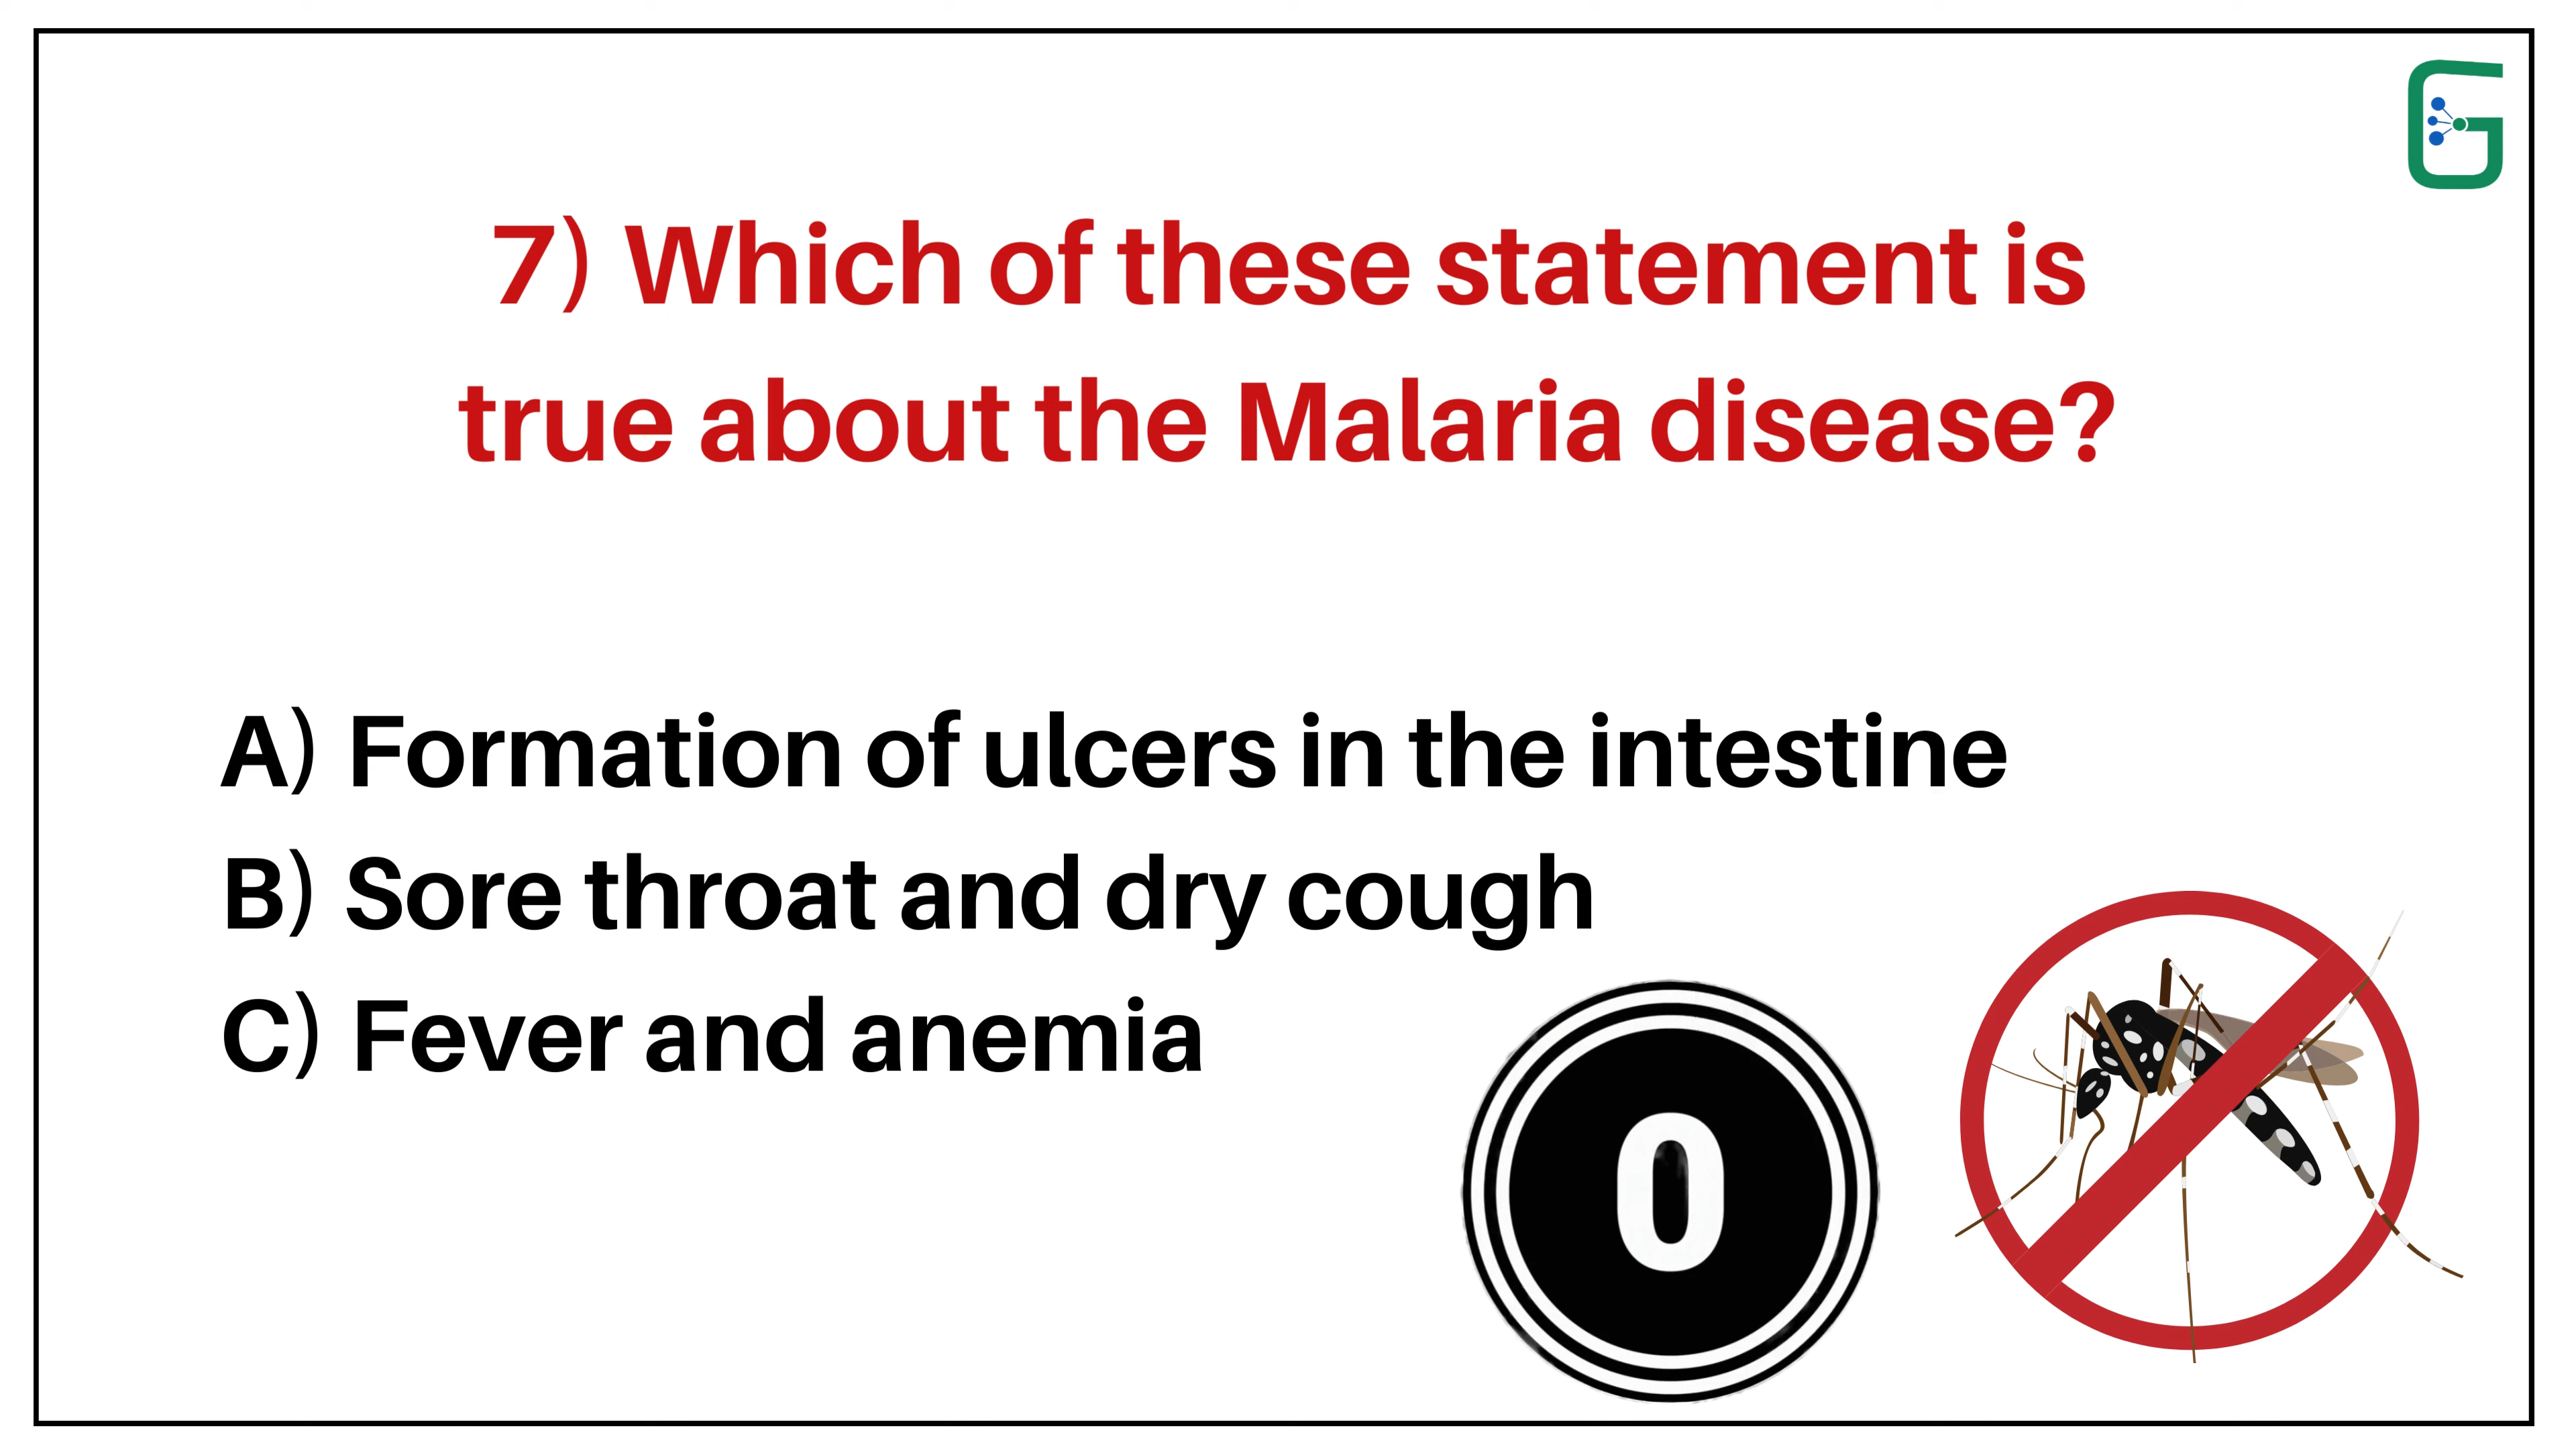 7) Which of these statement is
true about the Malaria disease?
A) Formation of ulcers in the intestine
B) Sore throat and dry cough
C) Fever and anemia
0